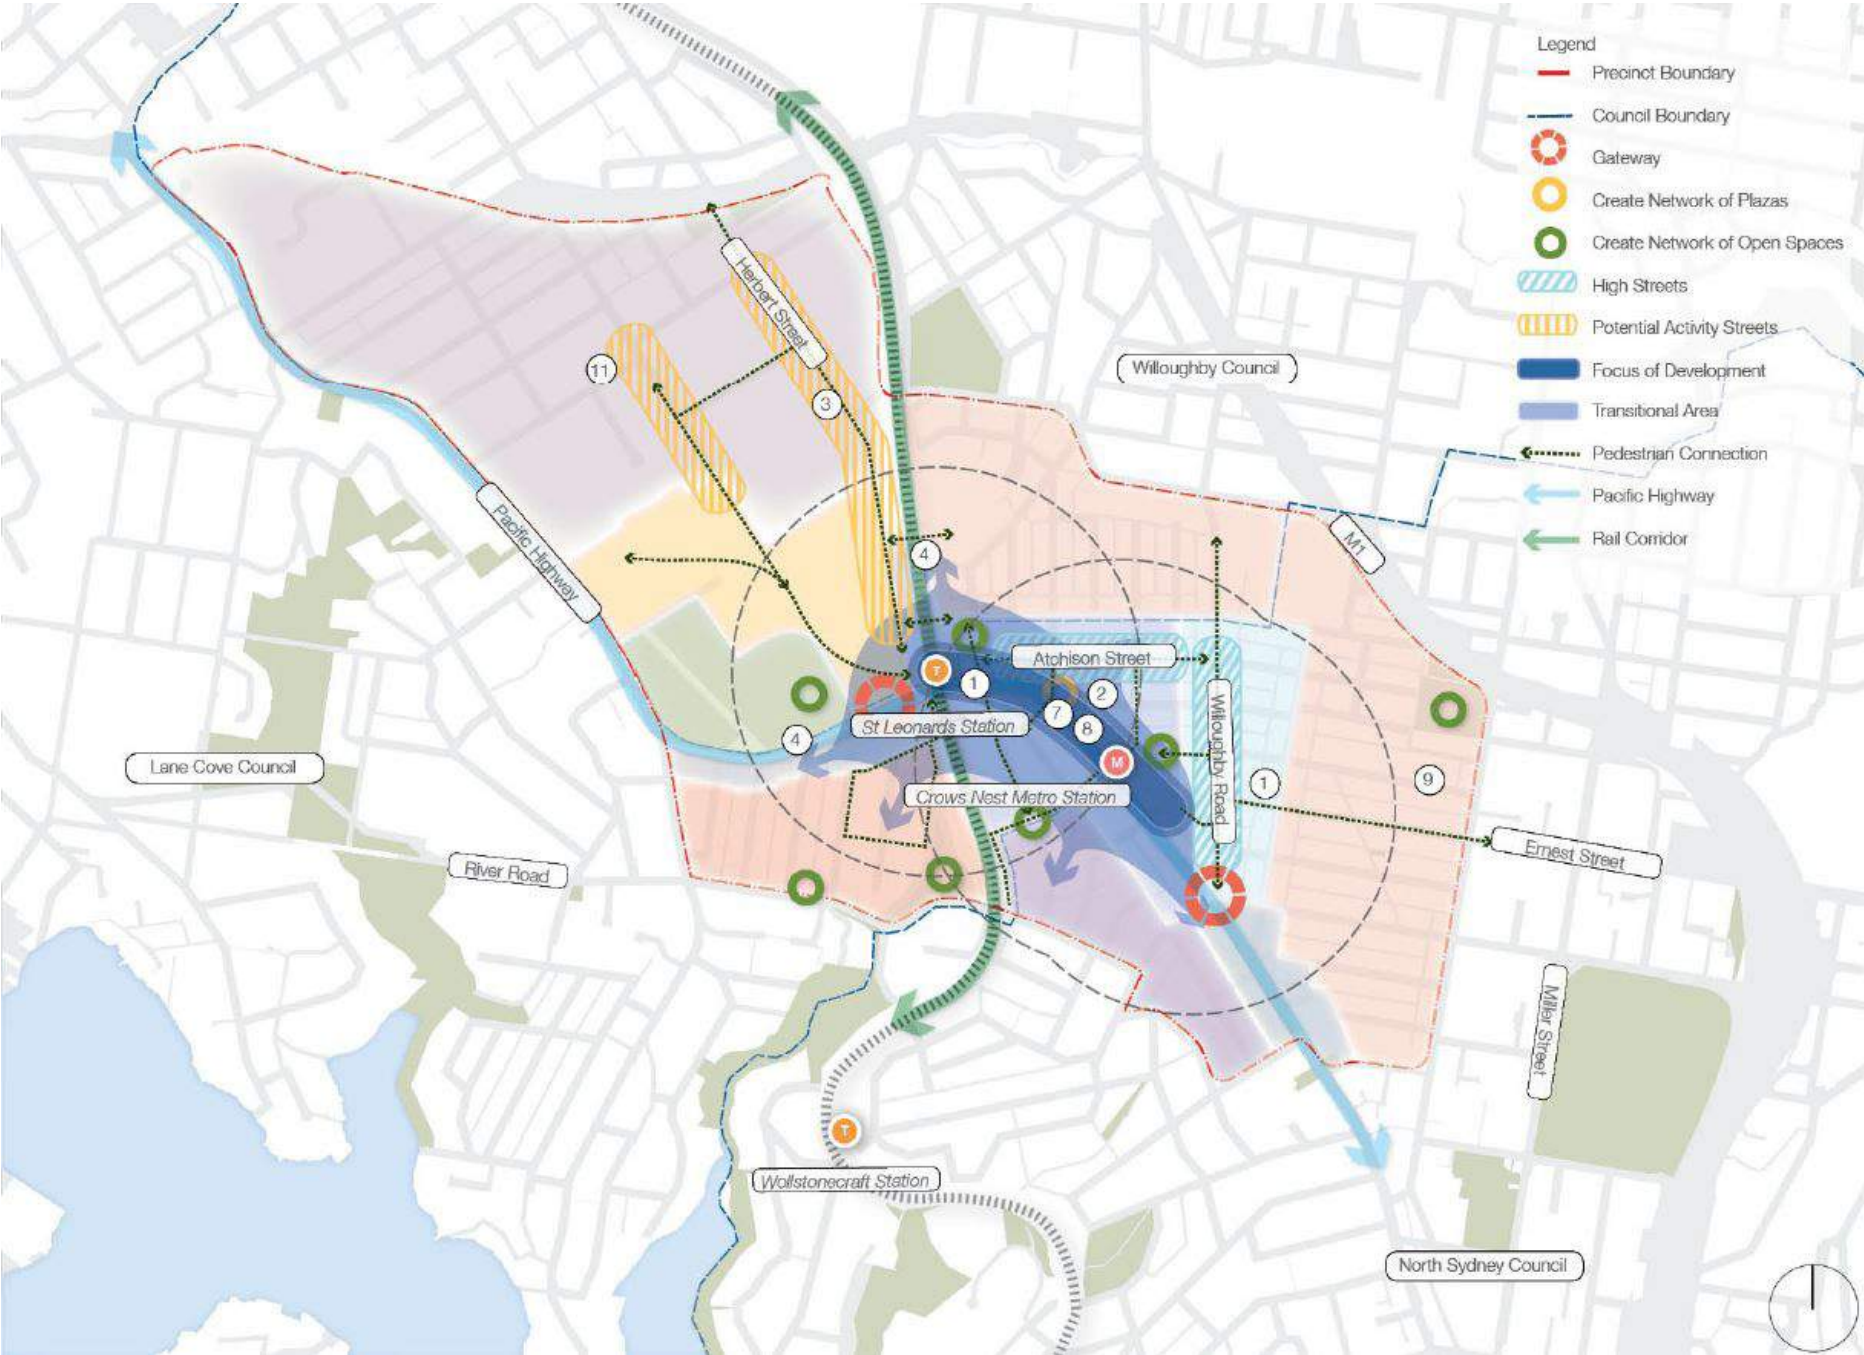 Legend
Precinct Boundary
Council Boundary
Gateway
Create Network of Plazas
Create Network of Open Spaces
High Streets
Potential Activity Streets
Focus of Development
Transitional Area
Pedestrian Connection
Pacific Highway
Rail Corridor
Herbert Street
11
3
Willoughby Council
Pacific Highway
M1
4
Atchison Street
T
1
2
7
8
St Leonards Station
4
M
Willoughby Road
1
9
Lane Cove Council
Crows Nest Metro Station
River Road
Ernest Street
Miller Street
T
Wollstonecraft Station
North Sydney Council